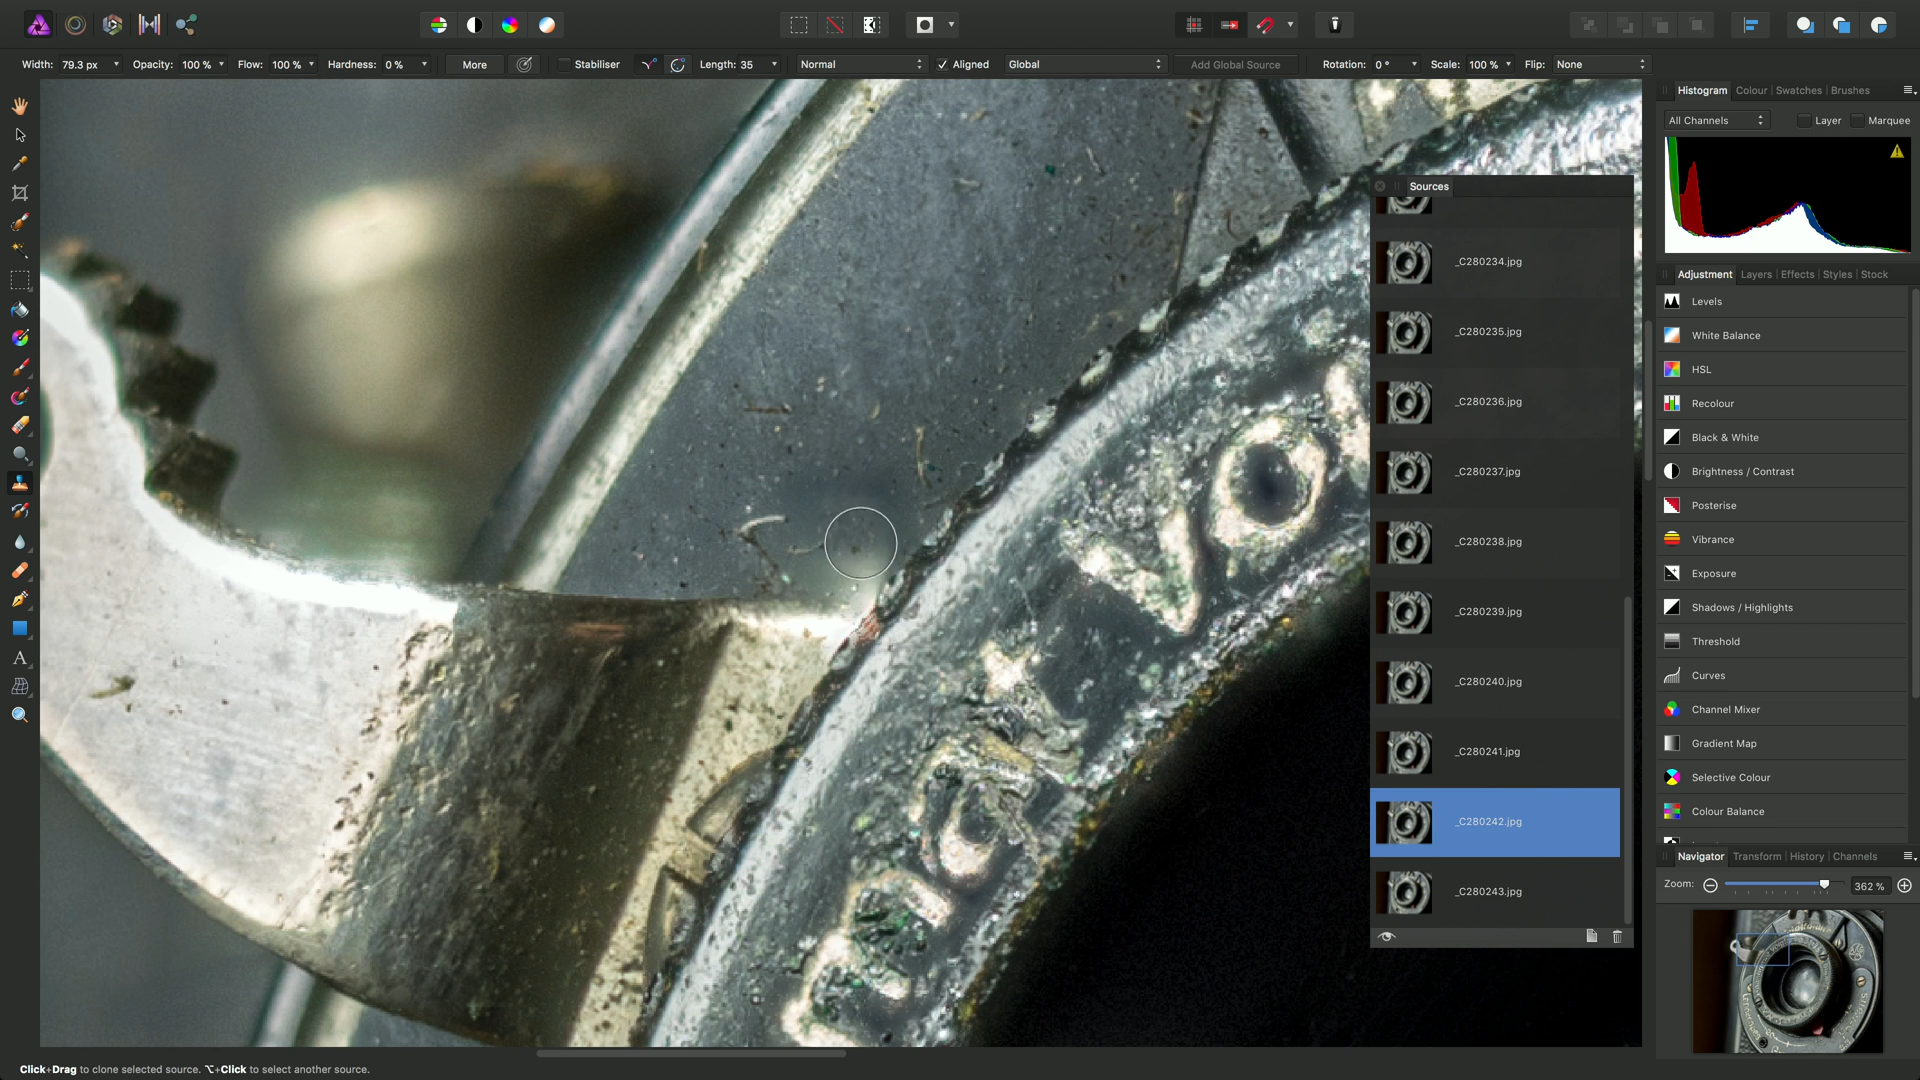 Width: 79.3 px Opacity: 100 % Flow: 100 % Hardness: 0 % More Stabiliser Length: 35 Normal Aligned Global Add Global Source Rotation: 0 ° Scale: 100 % Flip: None
Histogram Colour Swatches Brushes
All Channels Layer Marquee
Sources
_C280234.jpg
_C280235.jpg
_C280236.jpg
_C280237.jpg
_C280238.jpg
_C280239.jpg
_C280240.jpg
_C280241.jpg
_C280242.jpg
_C280243.jpg
Adjustment Layers Effects Styles Stock
Levels
White Balance
HSL
Recolour
Black & White
Brightness / Contrast
Posterise
Vibrance
Exposure
Shadows / Highlights
Threshold
Curves
Channel Mixer
Gradient Map
Selective Colour
Colour Balance
Navigator Transform History Channels
Zoom: 362 %
Click+Drag to clone selected source. ⌥+Click to select another source.